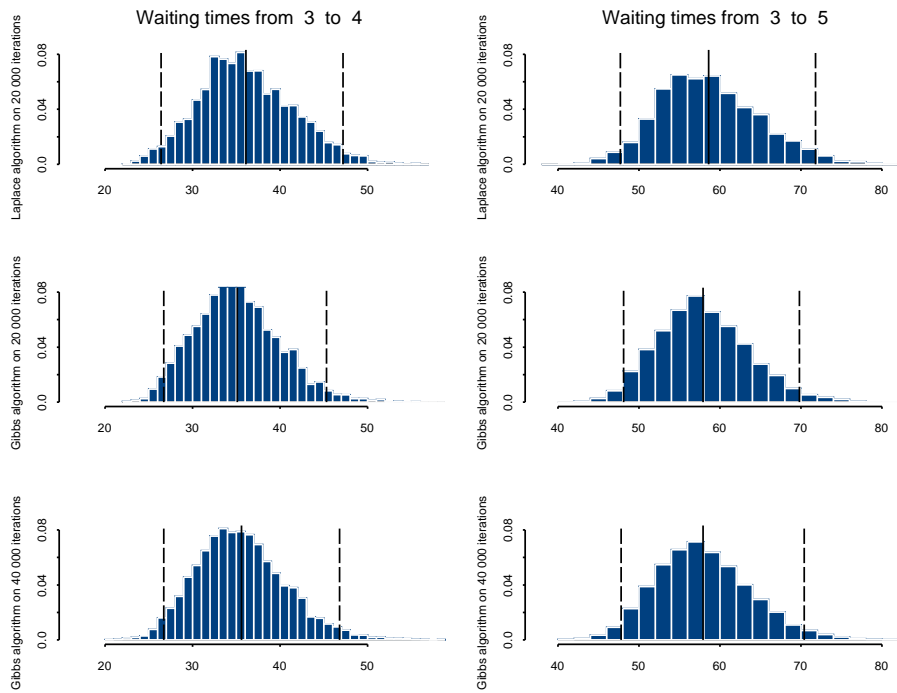 Waiting times from 3 to 4
Laplace algorithm on 20 000 iterations
0.08
0.04
0.0
20 30 40 50
Waiting times from 3 to 5
Laplace algorithm on 20 000 iterations
0.08
0.04
0.0
40 50 60 70 80
Gibbs algorithm on 20 000 iterations
0.08
0.04
0.0
20 30 40 50
Gibbs algorithm on 20 000 iterations
0.08
0.04
0.0
40 50 60 70 80
Gibbs algorithm on 40 000 iterations
0.08
0.04
0.0
20 30 40 50
Gibbs algorithm on 40 000 iterations
0.08
0.04
0.0
40 50 60 70 80